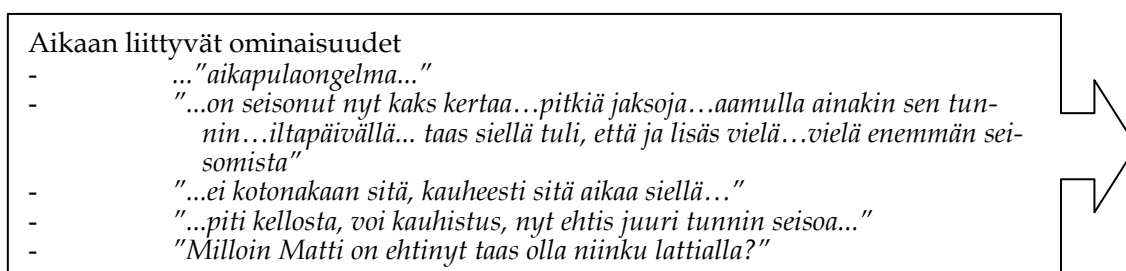 Aikaan liittyvät ominaisuudet
- ...”aikapulaongelma...”
- ”...on seisonut nyt kaks kertaa…pitkiä jaksoja…aamulla ainakin sen tun-
nin…iltapäivällä... taas siellä tuli, että ja lisäs vielä…vielä enemmän sei-
somista”
- ”...ei kotonakaan sitä, kauheesti sitä aikaa siellä…”
- ”...piti kellosta, voi kauhistus, nyt ehtis juuri tunnin seisoa...”
- ”Milloin Matti on ehtinyt taas olla niinku lattialla?”